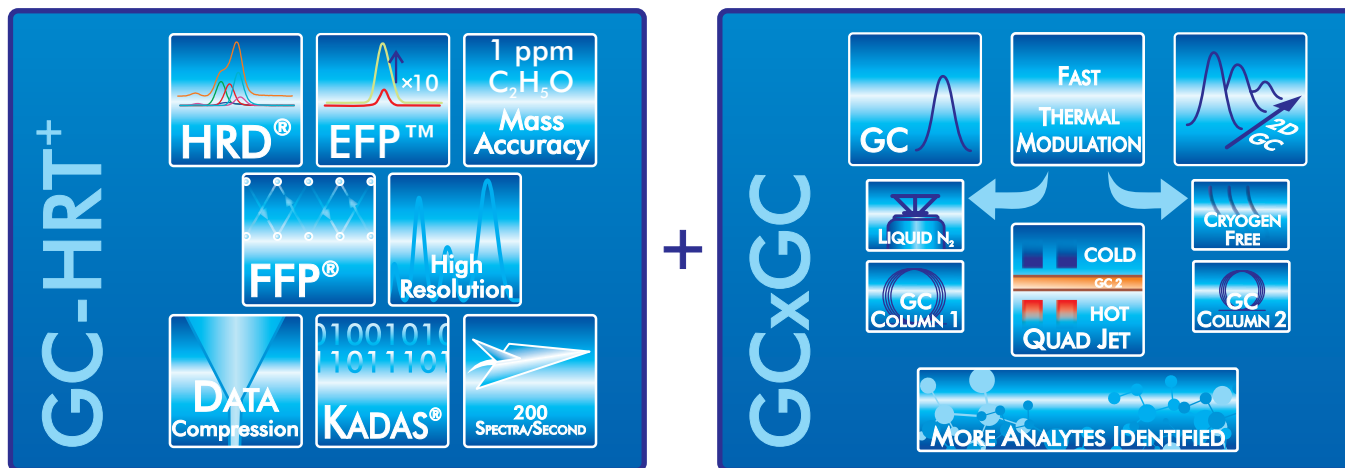 GC-HRT⁺
HRD®
EFP™
×10
1 ppm
C₂H₅O
Mass
Accuracy
FFP®
High
Resolution
Data
Compression
01001010
11011101
KADAS®
200
Spectra/Second
+
GCxGC
GC
Fast
Thermal
Modulation
2D
GC
Liquid N₂
Cryogen
Free
GC
Column 1
COLD
GC 2
HOT
Quad Jet
GC
Column 2
More Analytes Identified